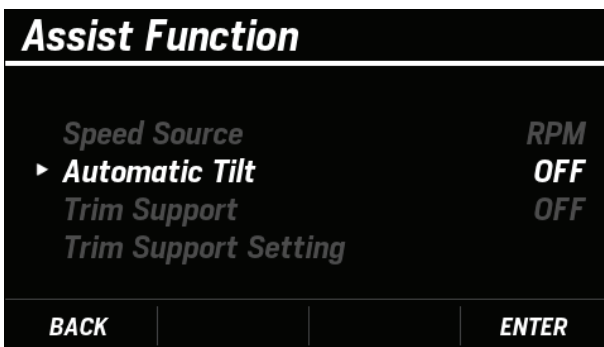 Assist Function
Speed Source RPM
▸ Automatic Tilt OFF
Trim Support OFF
Trim Support Setting
BACK ENTER